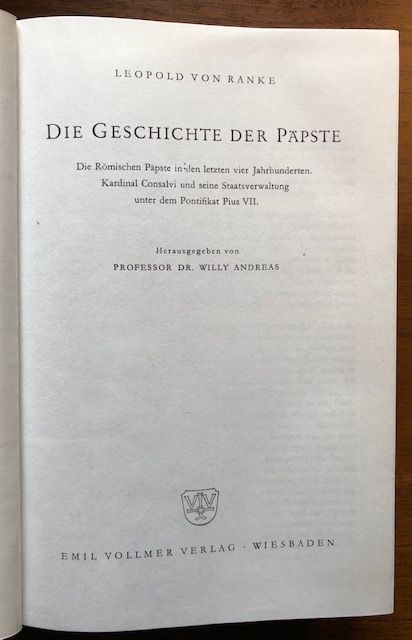 LEOPOLD VON RANKE
DIE GESCHICHTE DER PÄPSTE
Die Römischen Päpste in den letzten vier Jahrhunderten.
Kardinal Consalvi und seine Staatsverwaltung
unter dem Pontifikat Pius VII.
Herausgegeben von
PROFESSOR DR. WILLY ANDREAS
EMIL VOLLMER VERLAG · WIESBADEN